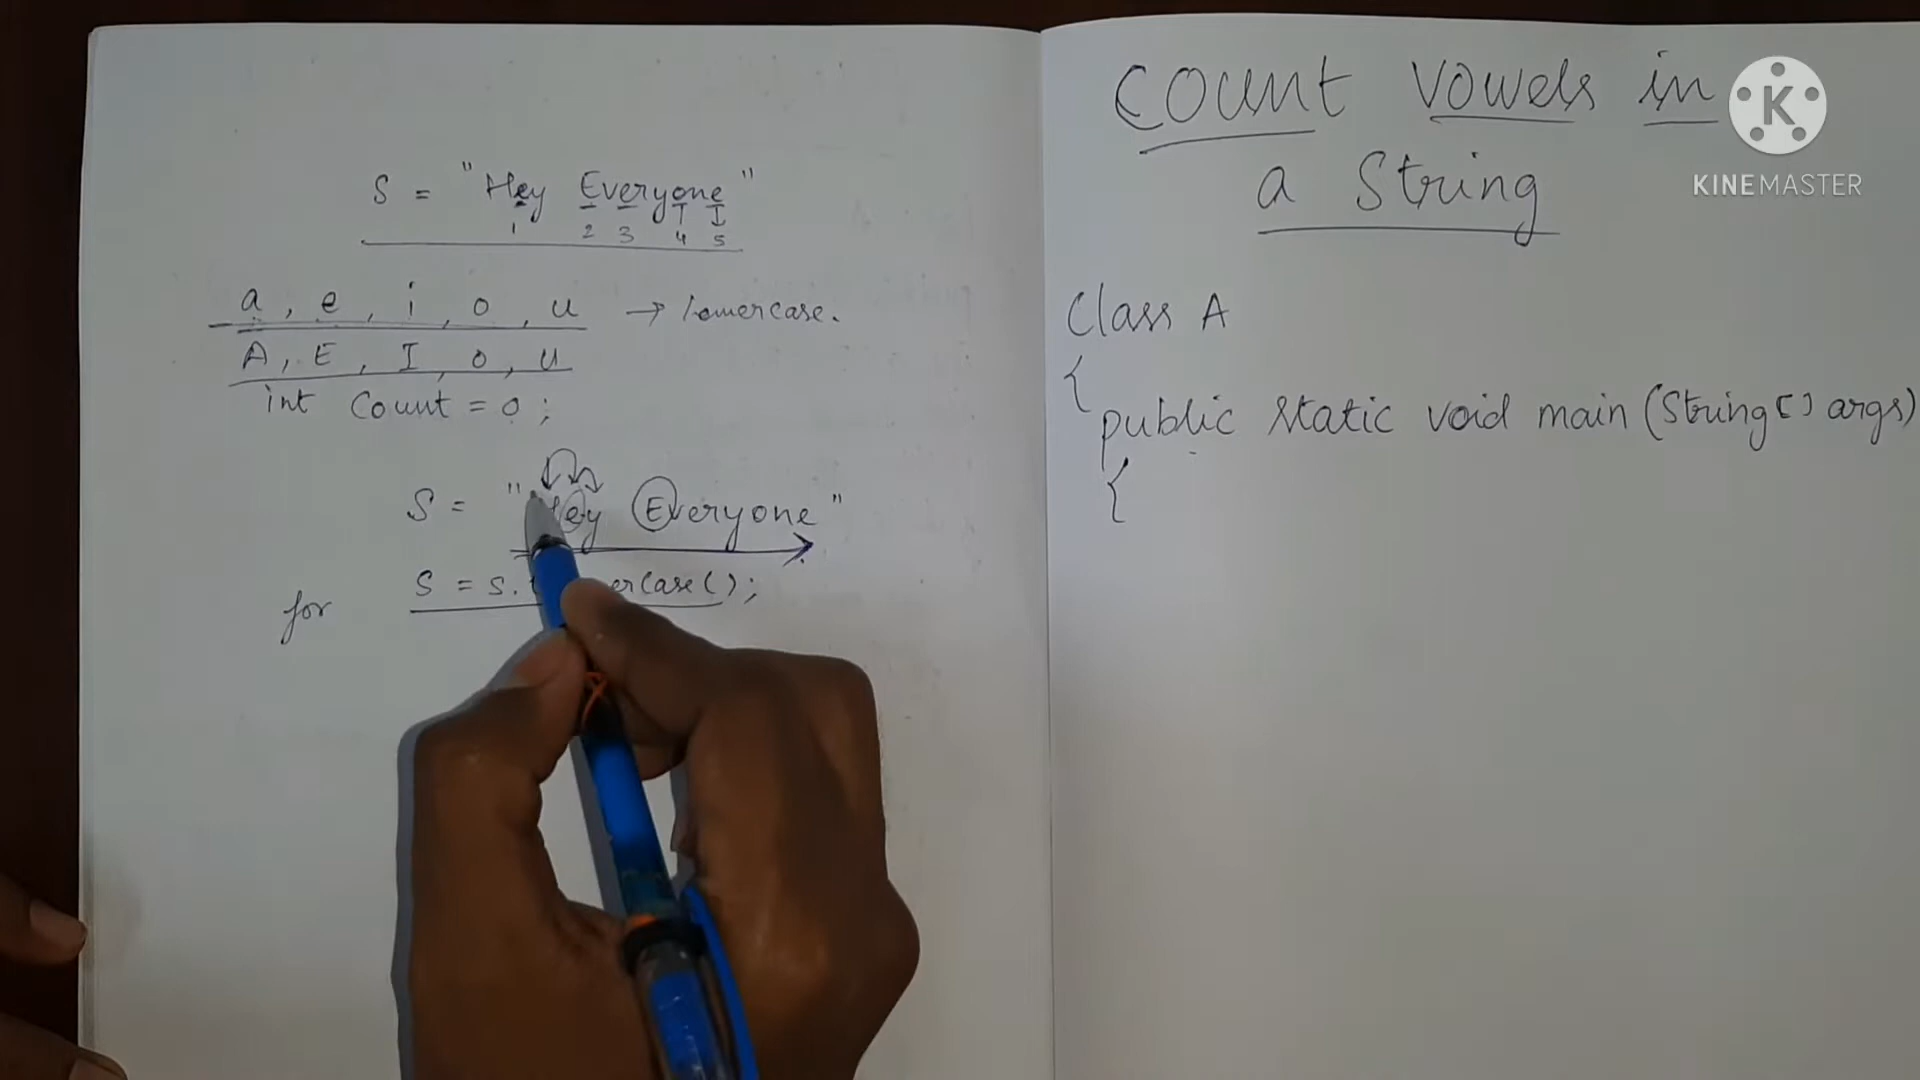 S = "Hey Everyone"
1 2 3 4 5
a, e, i, o, u → lowercase.
A, E, I, O, U
int Count = 0;
S = " ey Everyone"
S = s. erCase();
for
Count Vowels in
a String
Class A
{
public static void main (String[] args)
{
K
KINEMASTER